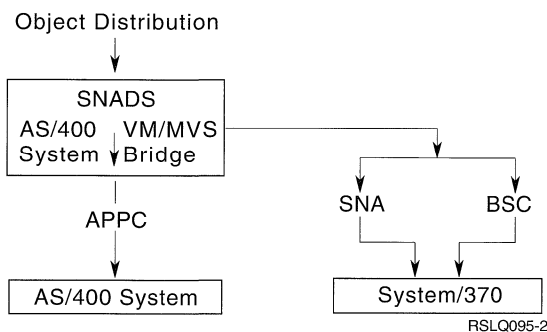 Object Distribution
SNADS
AS/400 VM/MVS
System Bridge
APPC
AS/400 System
SNA BSC
System/370
RSLQ095-2